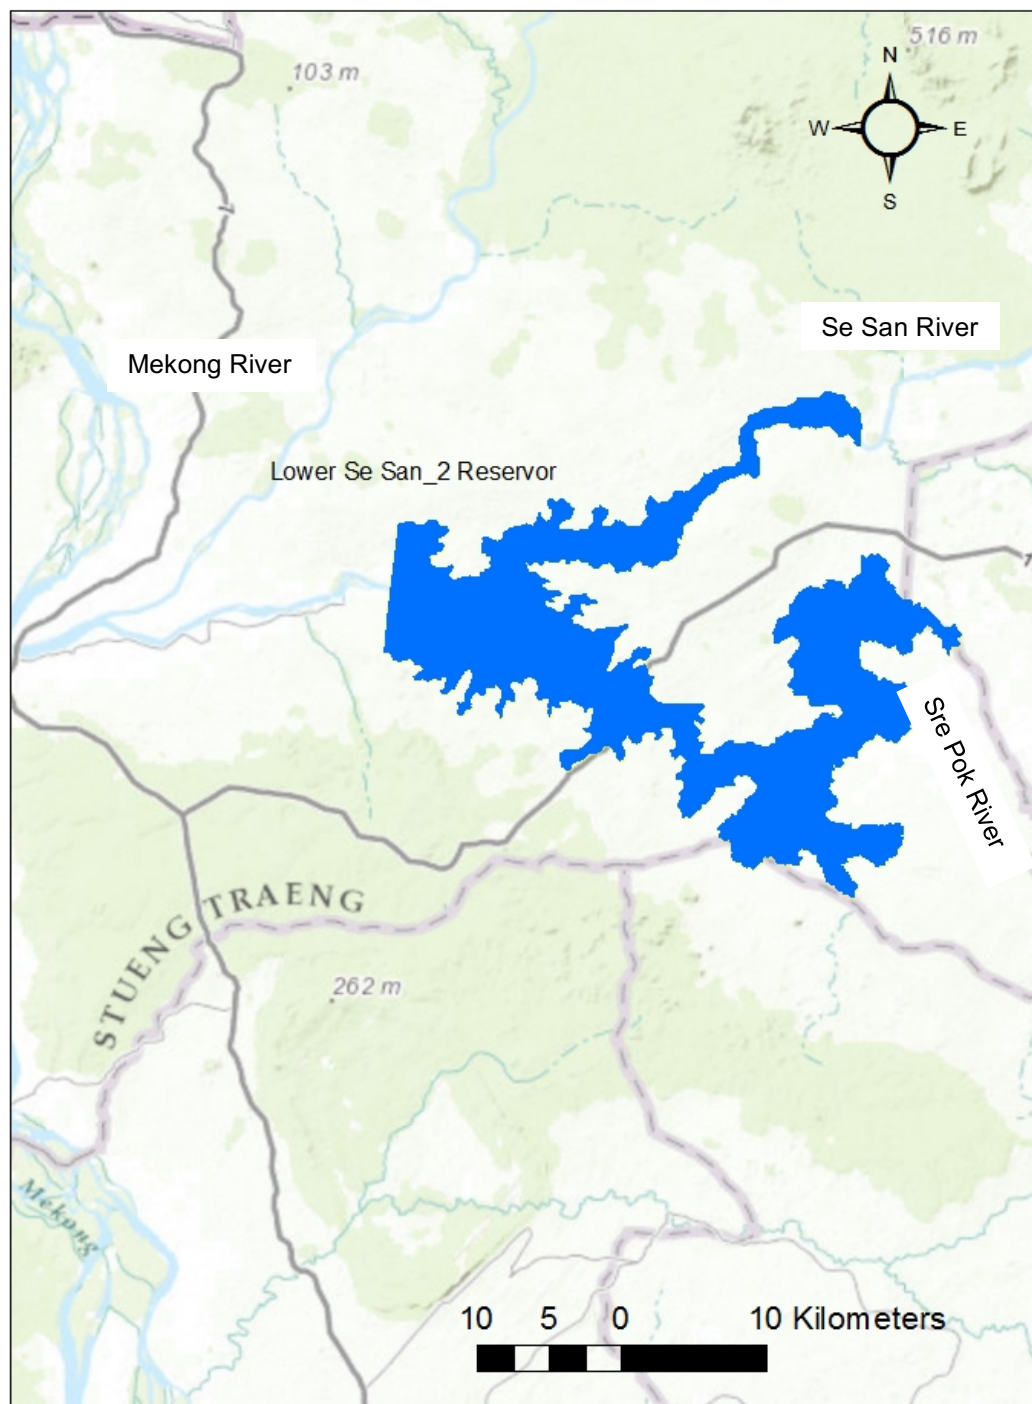 516 m
N
103 m
W E
S
7
Se San River
Mekong River
Lower Se San_2 Reservor
Sre Pok River
STUENG TRAENG
262 m
Mekong
10 5 0 10 Kilometers